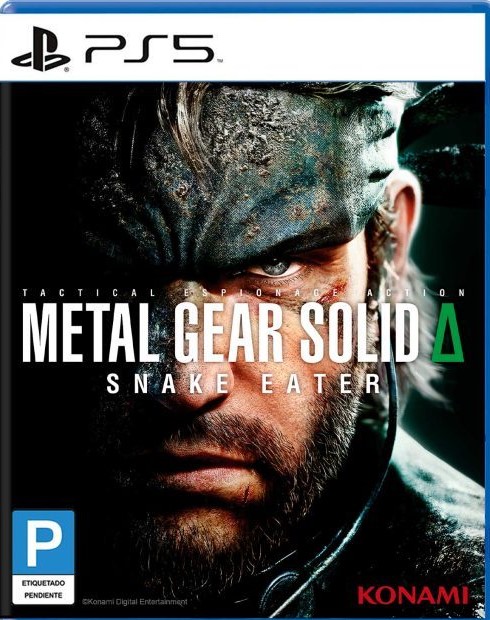 PS5
TACTICAL ESPIONAGE ACTION
METAL GEAR SOLID Δ
SNAKE EATER
P
ETIQUETADO
PENDIENTE
©Konami Digital Entertainment
KONAMI